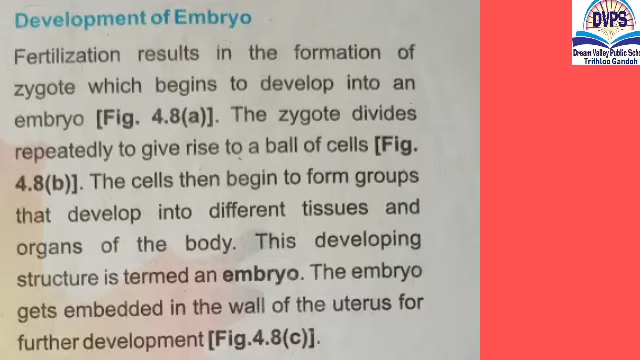 Development of Embryo
Fertilization results in the formation of
zygote which begins to develop into an
embryo [Fig. 4.8(a)]. The zygote divides
repeatedly to give rise to a ball of cells [Fig.
4.8(b)]. The cells then begin to form groups
that develop into different tissues and
organs of the body. This developing
structure is termed an embryo. The embryo
gets embedded in the wall of the uterus for
further development [Fig.4.8(c)].
DVPS
Dream Valley Public Scho
Trithloo Gandoh